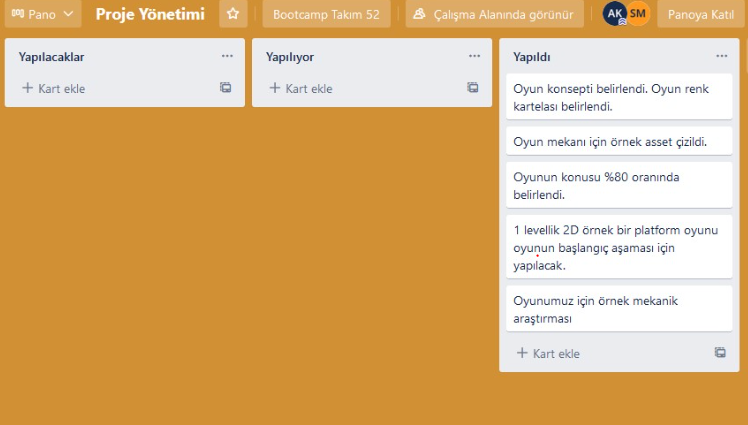 Pano
Proje Yönetimi
Bootcamp Takım 52
Çalışma Alanında görünür
AK
SM
Panoya Katıl
Yapılacaklar
Kart ekle
Yapılıyor
Kart ekle
Yapıldı
Oyun konsepti belirlendi. Oyun renk
kartelası belirlendi.
Oyun mekanı için örnek asset çizildi.
Oyunun konusu %80 oranında
belirlendi.
1 levellik 2D örnek bir platform oyunu
oyunun başlangıç aşaması için
yapılacak.
Oyunumuz için örnek mekanik
araştırması
Kart ekle